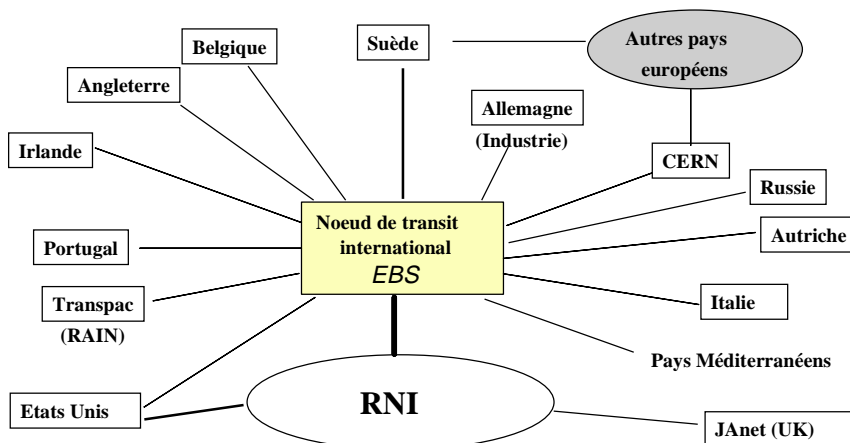 Belgique
Suède
Autres pays
européens
Angleterre
Allemagne
(Industrie)
Irlande
CERN
Russie
Noeud de transit
international
EBS
Portugal
Autriche
Transpac
(RAIN)
Italie
Pays Méditerranéens
Etats Unis
RNI
JAnet (UK)